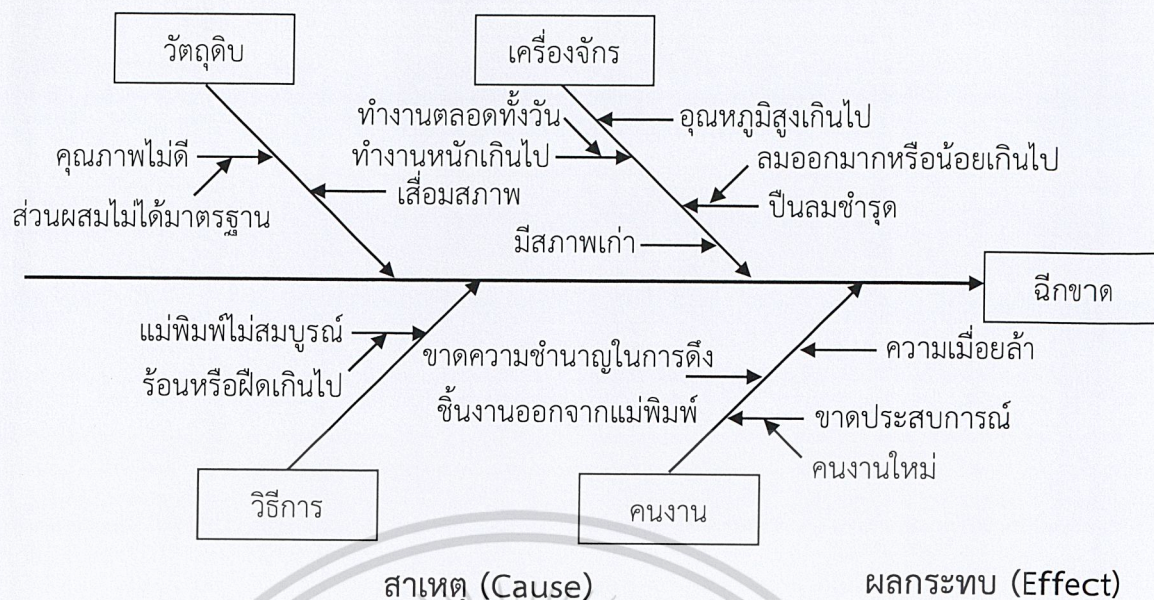 วัตถุดิบ
เครื่องจักร
ทำงานตลอดทั้งวัน
อุณหภูมิสูงเกินไป
คุณภาพไม่ดี
ทำงานหนักเกินไป
ลมออกมากหรือน้อยเกินไป
เสื่อมสภาพ
ปืนลมชำรุด
ส่วนผสมไม่ได้มาตรฐาน
มีสภาพเก่า
ฉีกขาด
แม่พิมพ์ไม่สมบูรณ์
ขาดความชำนาญในการดึง
ชิ้นงานออกจากแม่พิมพ์
ความเมื่อยล้า
ร้อนหรือฝืดเกินไป
ขาดประสบการณ์
คนงานใหม่
วิธีการ
คนงาน
สาเหตุ (Cause)
ผลกระทบ (Effect)